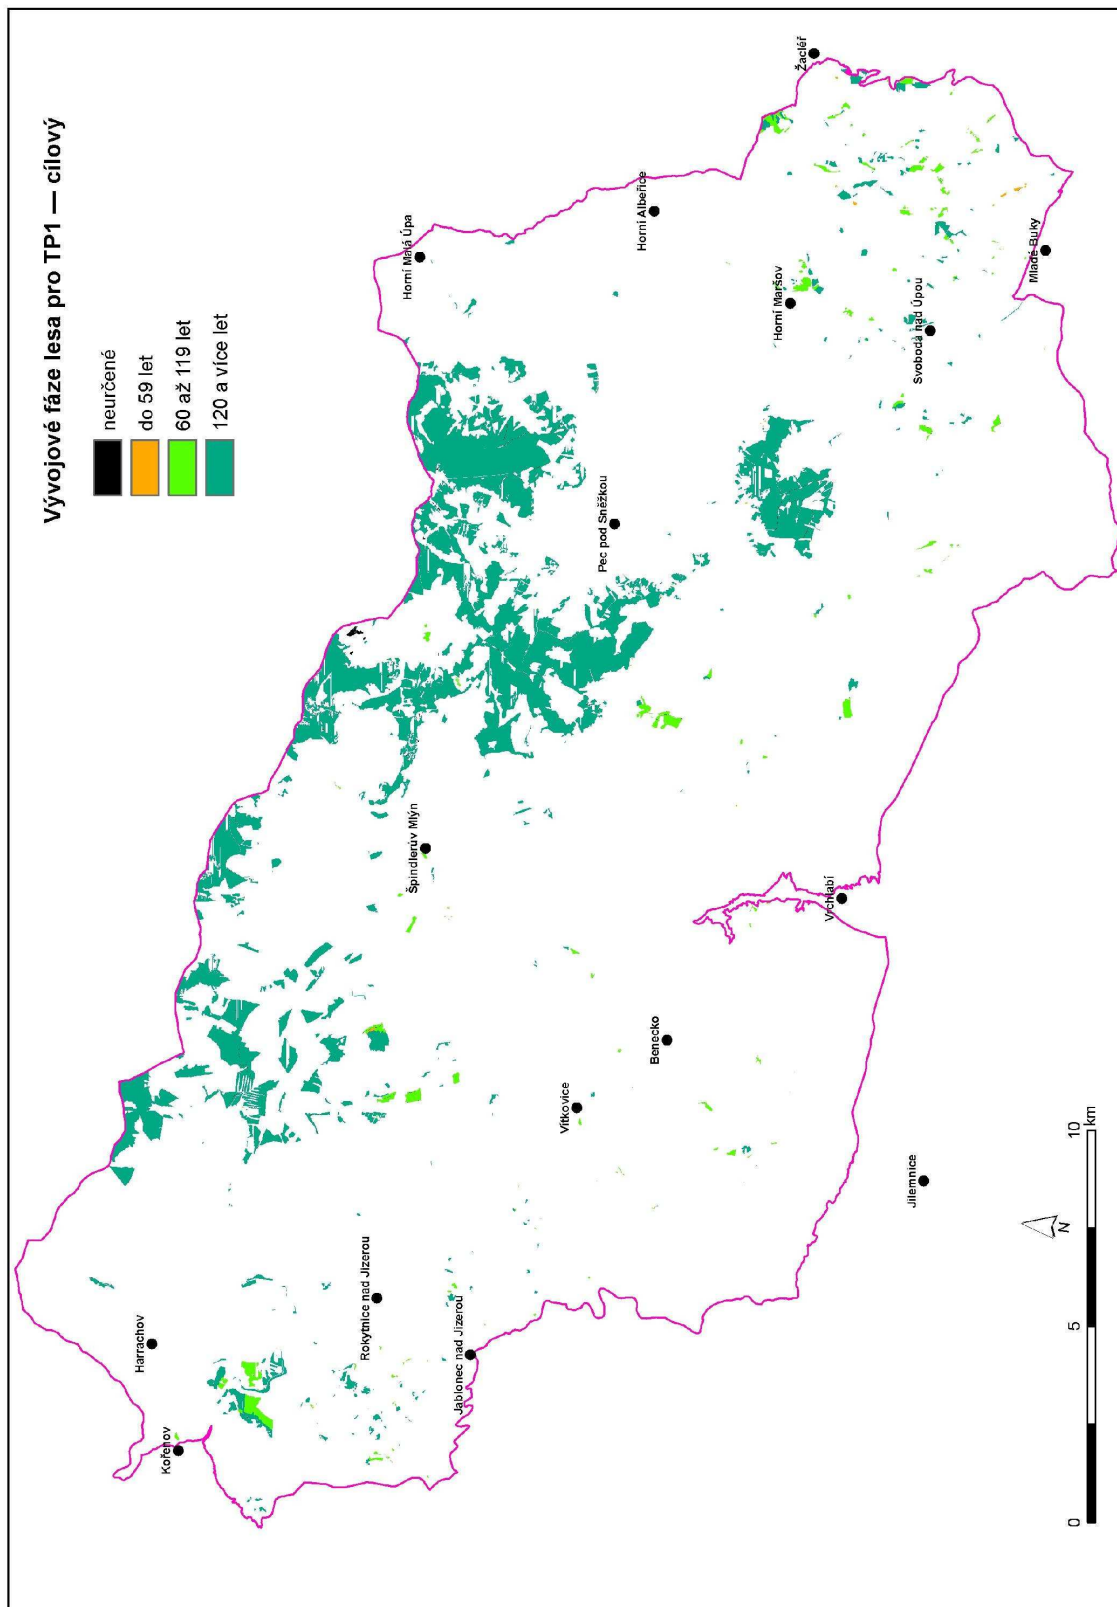 Vývojové fáze lesa pro TP1 — cílový
neurčené
do 59 let
60 až 119 let
120 a více let
Žacléř
Horní Malá Úpa
Horní Albeřice
Horní Maršov
Mladé Buky
Svoboda nad Úpou
Pec pod Sněžkou
Špindlerův Mlýn
Vrchlabí
Benecko
Vítkovice
Jilemnice
Harrachov
Rokytnice nad Jizerou
Jablonec nad Jizerou
Kořenov
N
0
5
10
km